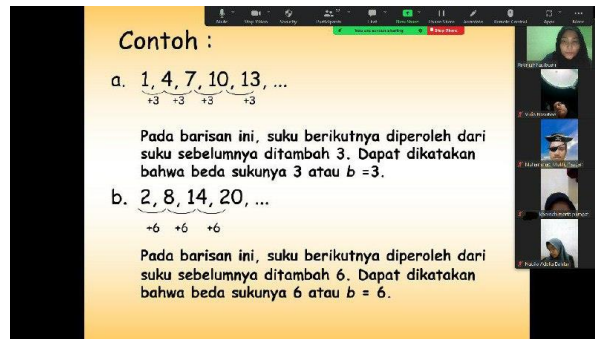 Contoh :
a. 1, 4, 7, 10, 13, ...
+3 +3 +3 +3
Pada barisan ini, suku berikutnya diperoleh dari
suku sebelumnya ditambah 3. Dapat dikatakan
bahwa beda sukunya 3 atau b =3.
b. 2, 8, 14, 20, ...
+6 +6 +6
Pada barisan ini, suku berikutnya diperoleh dari
suku sebelumnya ditambah 6. Dapat dikatakan
bahwa beda sukunya 6 atau b = 6.